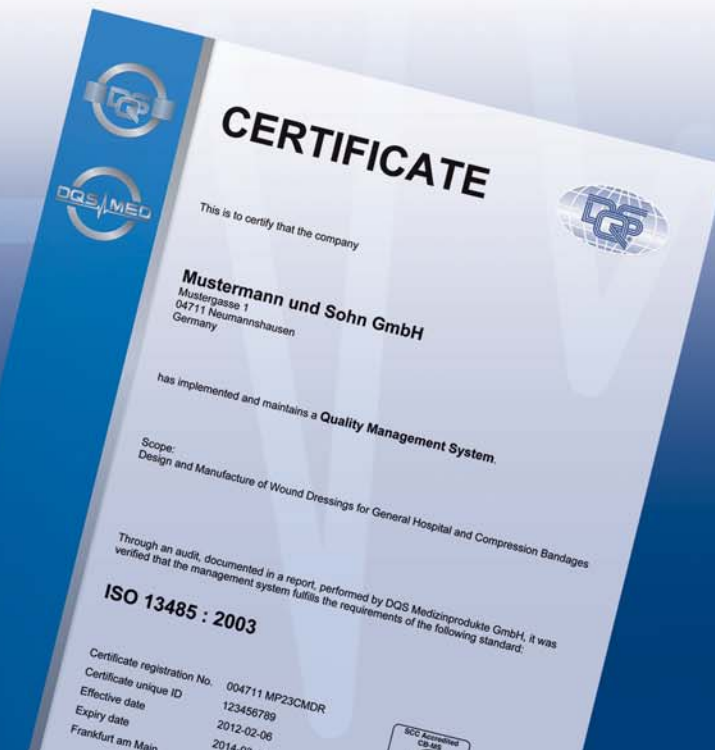 DQS
DQS MED
CERTIFICATE
DQS
This is to certify that the company
Mustermann und Sohn GmbH
Mustergasse 1
04711 Neumannshausen
Germany
has implemented and maintains a Quality Management System.
Scope:
Design and Manufacture of Wound Dressings for General Hospital and Compression Bandages
Through an audit, documented in a report, performed by DQS Medizinprodukte GmbH, it was
verified that the management system fulfills the requirements of the following standard:
ISO 13485 : 2003
Certificate registration No. 004711 MP23CMDR
Certificate unique ID 123456789
Effective date 2012-02-06
Expiry date
Frankfurt am Main
SCC Accredited
CB-MS